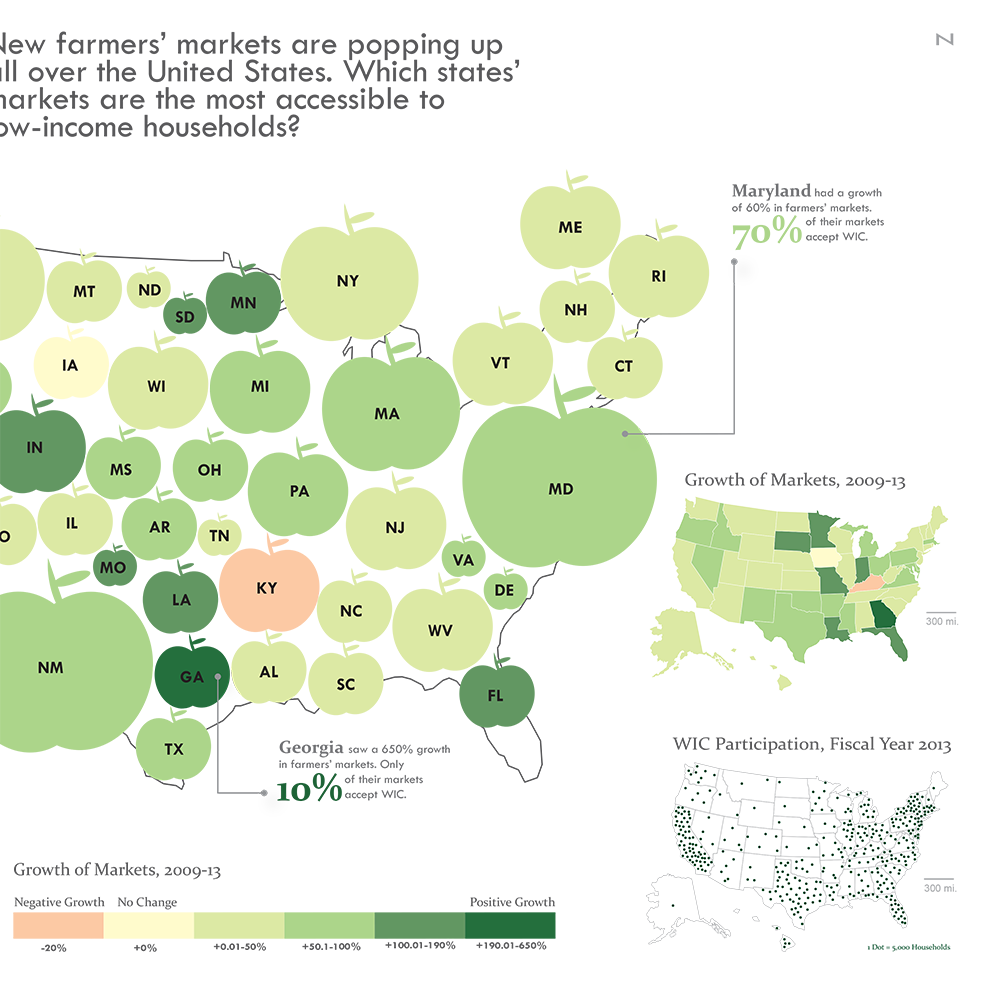 New farmers' markets are popping up
all over the United States. Which states'
markets are the most accessible to
low-income households?
N
Maryland had a growth
of 60% in farmers' markets.
70% of their markets
accept WIC.
ME
RI
NY
MT
ND
MN
SD
NH
IA
VT
CT
WI
MI
MA
IN
MS
OH
PA
MD
IL
AR
TN
NJ
O
MO
VA
KY
LA
DE
NC
WV
NM
GA
AL
SC
FL
TX
Growth of Markets, 2009-13
300 mi.
Georgia saw a 650% growth
in farmers' markets. Only
10% of their markets
accept WIC.
WIC Participation, Fiscal Year 2013
300 mi.
1 Dot = 5,000 Households
Growth of Markets, 2009-13
Negative Growth No Change Positive Growth
-20% +0% +0.01-50% +50.1-100% +100.01-190% +190.01-650%